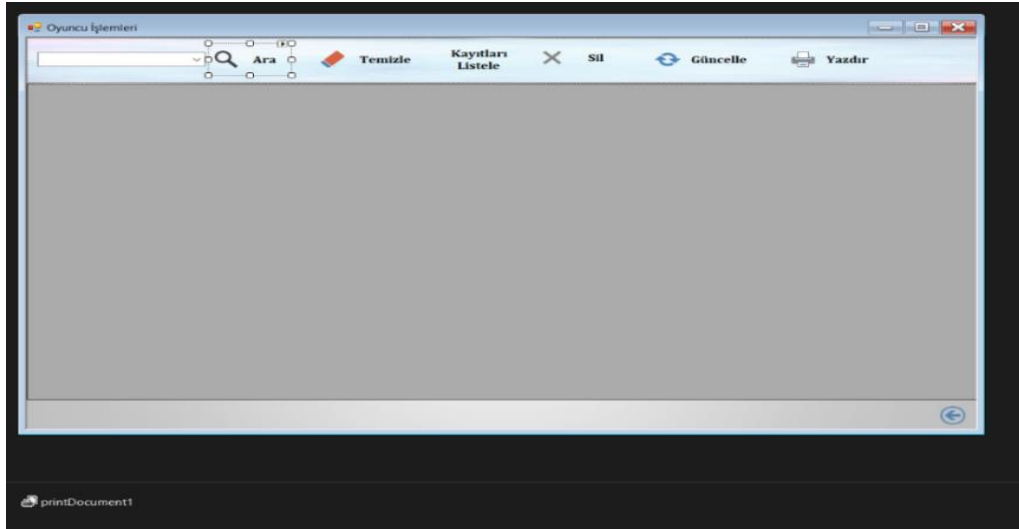 Oyuncu İşlemleri
Ara
Temizle
Kayıtları
Listele
Sil
Güncelle
Yazdır
printDocument1